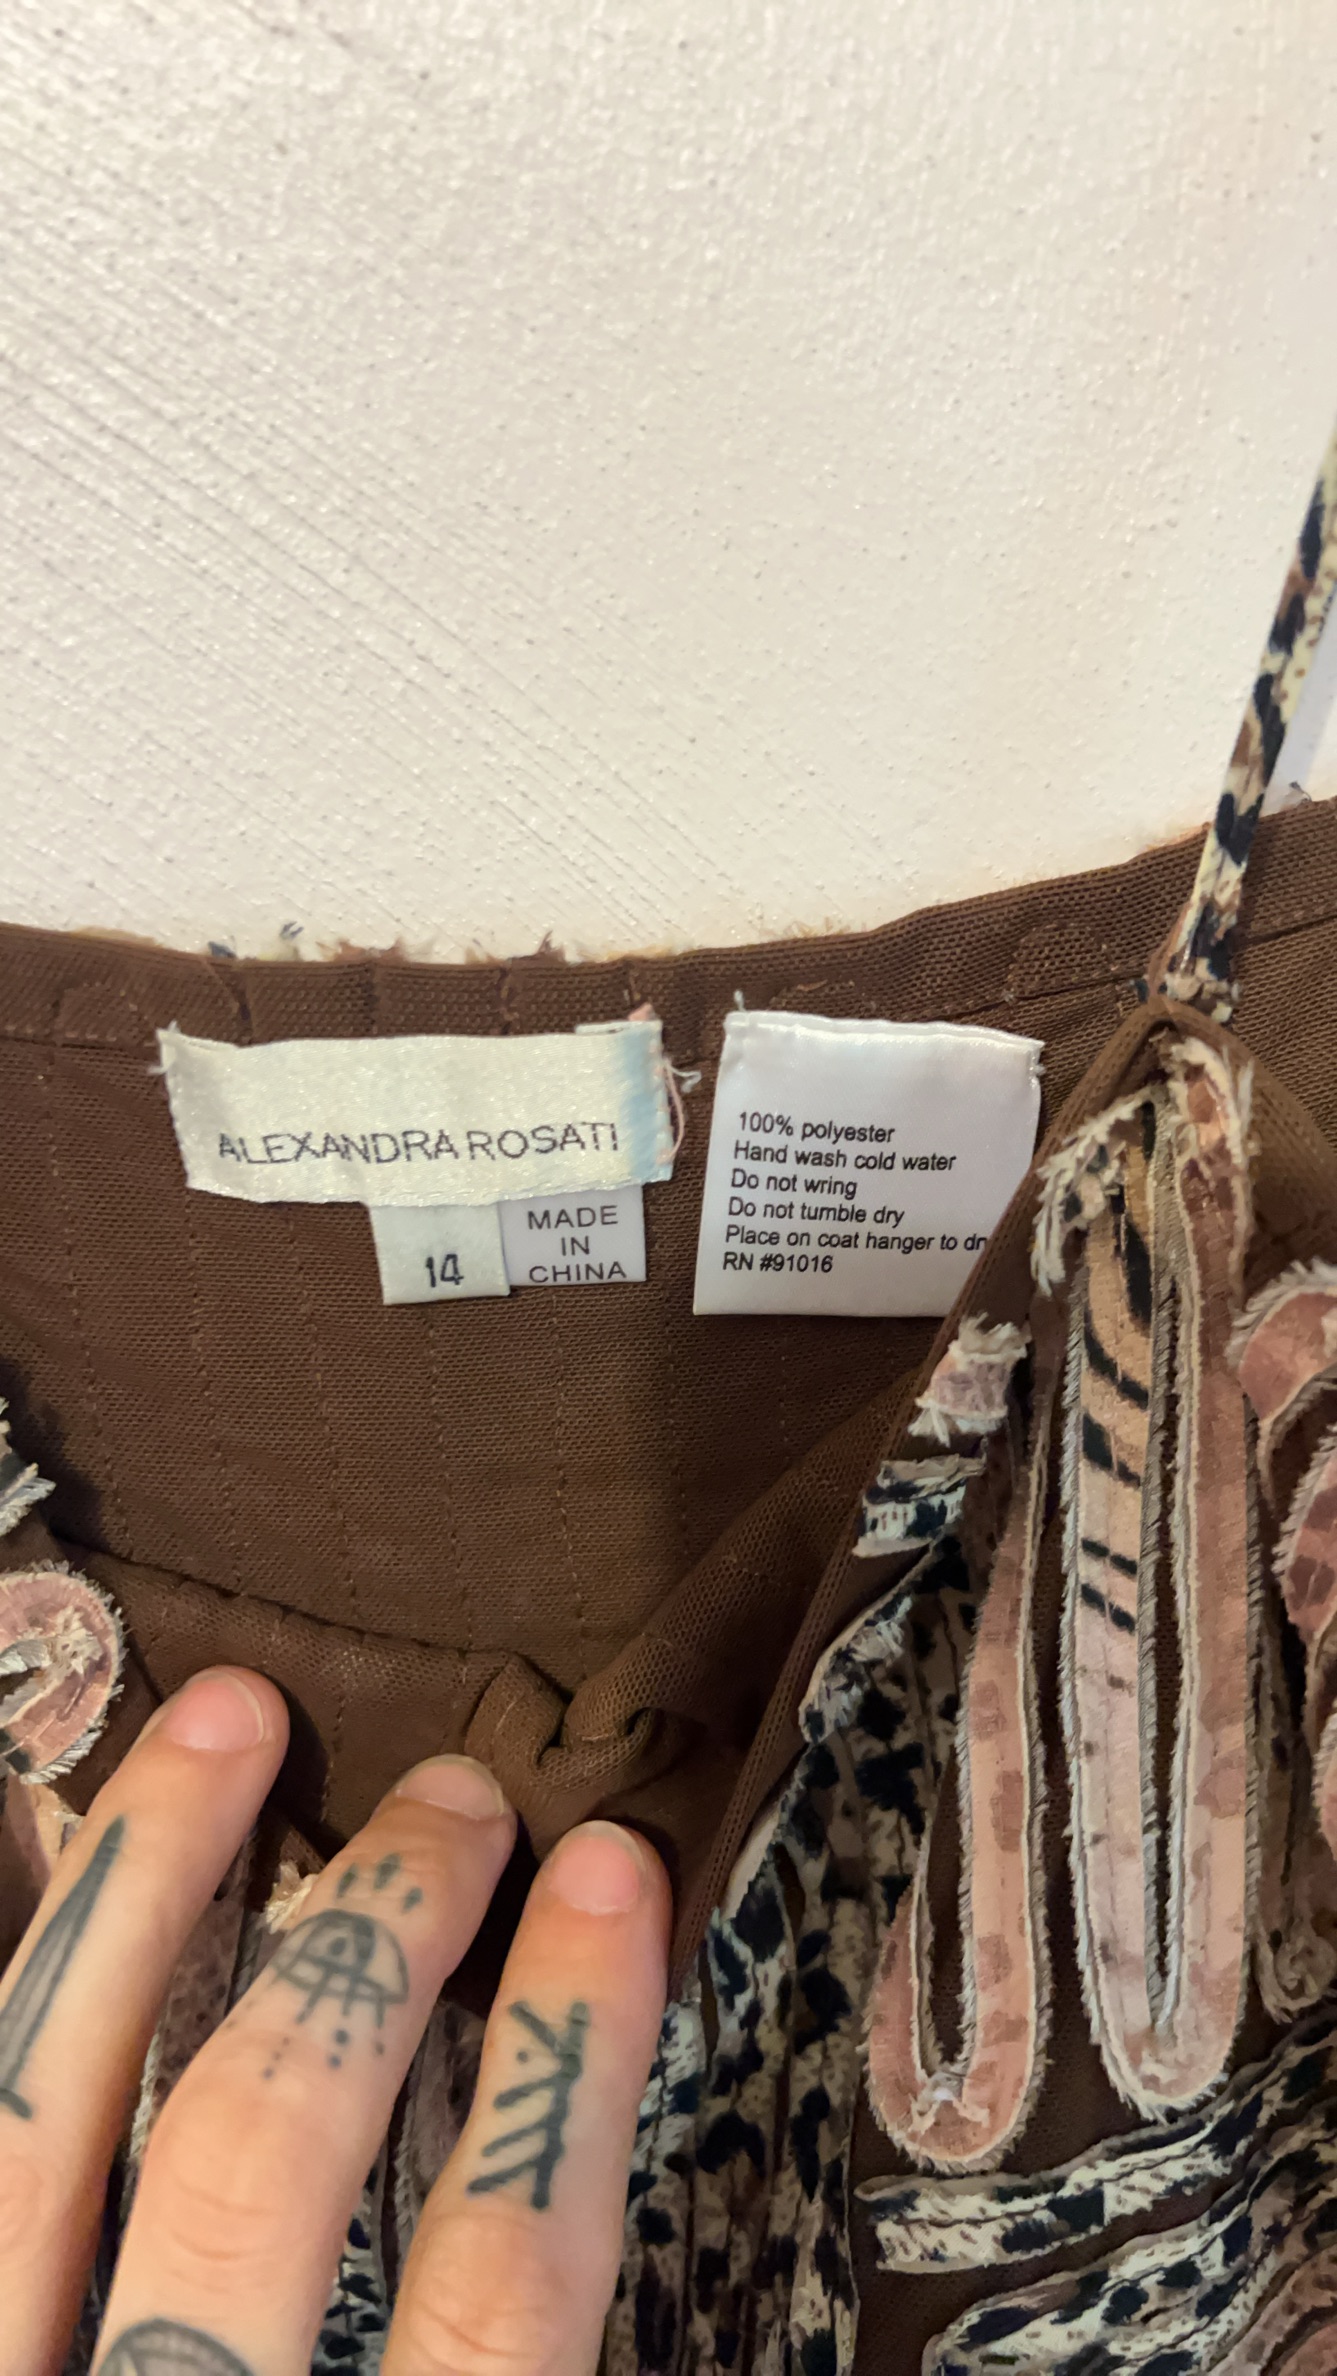 ALEXANDRA ROSATI
14
MADE
IN
CHINA
100% polyester
Hand wash cold water
Do not wring
Do not tumble dry
Place on coat hanger to dr
RN #91016